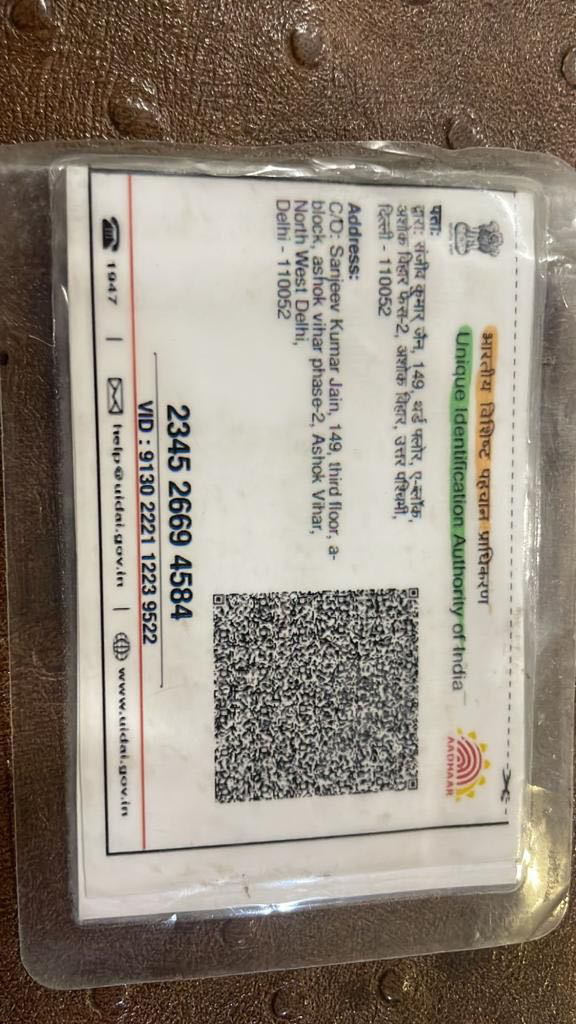 भारतीय विशिष्ट पहचान प्राधिकरण
Unique Identification Authority of India
AADHAAR
पता:
द्वारा: संजीव कुमार जैन, 149, थर्ड फ्लोर, ए-ब्लॉक,
अशोक विहार फेस-2, अशोक विहार, उत्तर पश्चिमी,
दिल्ली - 110052
Address:
C/O: Sanjeev Kumar Jain, 149, third floor, a-
block, ashok vihar phase-2, Ashok Vihar,
North West Delhi,
Delhi - 110052
2345 2669 4584
VID : 9130 2221 1223 9522
1947 | help@uidai.gov.in | www.uidai.gov.in